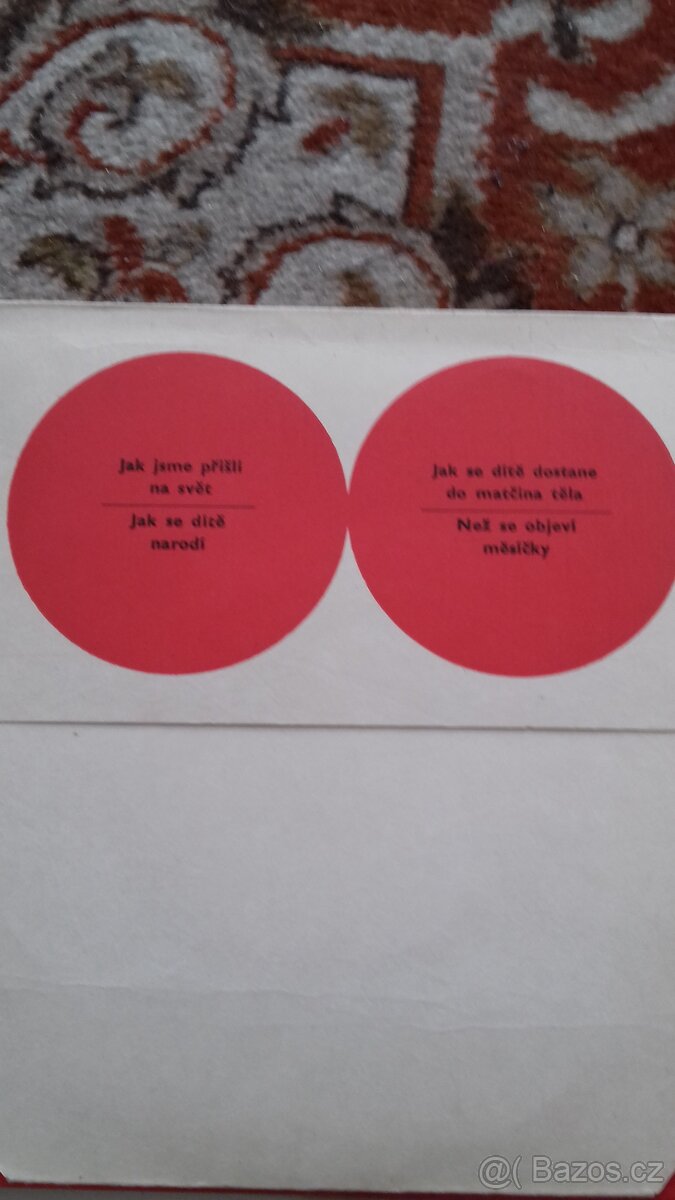 Jak jsme přišli
na svět
Jak se dítě
narodí
Jak se dítě dostane
do matčina těla
Než se objeví
měsíčky
@( Bazos.cz